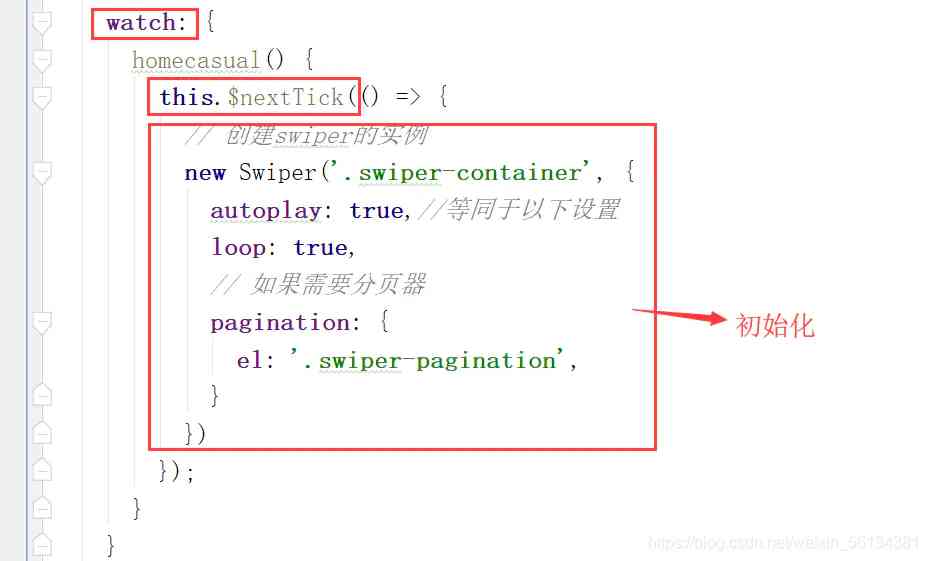 watch: {
homecasual() {
this.$nextTick(() => {
// 创建swiper的实例
new Swiper('.swiper-container', {
autoplay: true,//等同于以下设置
loop: true,
// 如果需要分页器
pagination: {
el: '.swiper-pagination',
}
})
});
}
}
初始化
https://blog.csdn.net/weixin_56134381